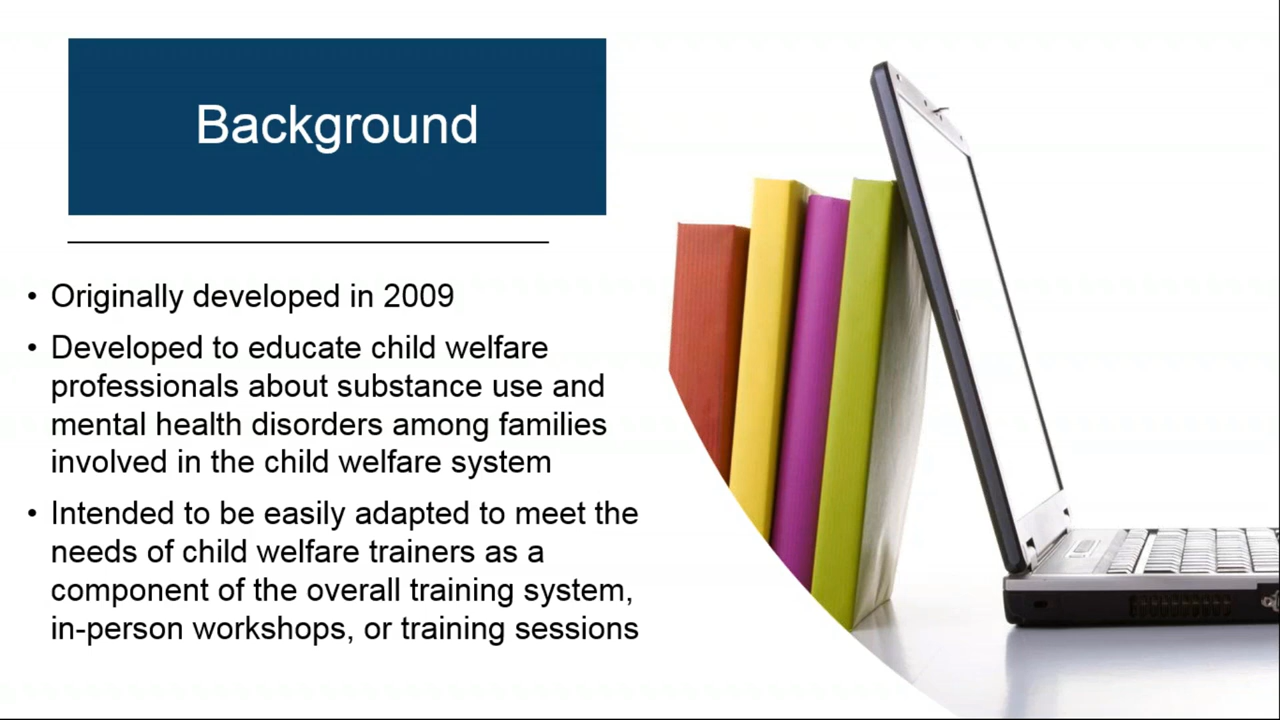 Background
• Originally developed in 2009
• Developed to educate child welfare
professionals about substance use and
mental health disorders among families
involved in the child welfare system
• Intended to be easily adapted to meet the
needs of child welfare trainers as a
component of the overall training system,
in-person workshops, or training sessions